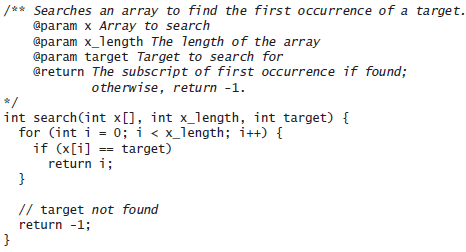 /** Searches an array to find the first occurrence of a target.
    @param x Array to search
    @param x_length The length of the array
    @param target Target to search for
    @return The subscript of first occurrence if found;
            otherwise, return -1.
*/
int search(int x[], int x_length, int target) {
  for (int i = 0; i < x_length; i++) {
    if (x[i] == target)
      return i;
  }

  // target not found
  return -1;
}